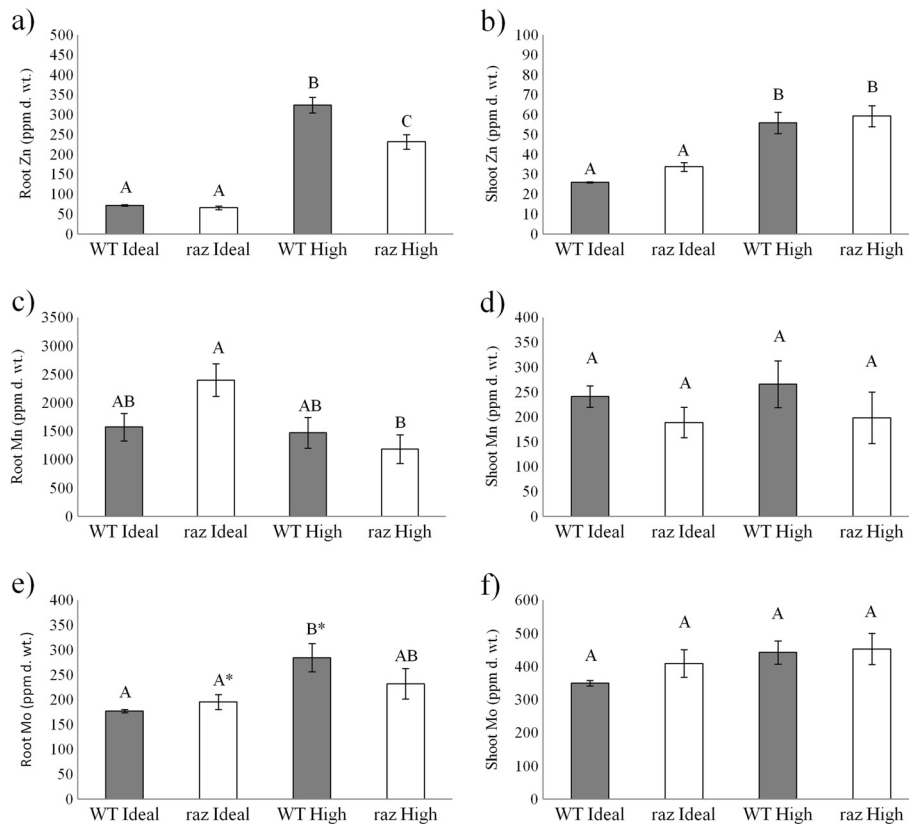 a)
Root Zn (ppm d. wt.)
500
450
400
350
300
250
200
150
100
50
0
A
A
B
C
WT Ideal
raz Ideal
WT High
raz High
b)
Shoot Zn (ppm d. wt.)
100
90
80
70
60
50
40
30
20
10
0
A
A
B
B
WT Ideal
raz Ideal
WT High
raz High
c)
Root Mn (ppm d. wt.)
3500
3000
2500
2000
1500
1000
500
0
AB
A
AB
B
WT Ideal
raz Ideal
WT High
raz High
d)
Shoot Mn (ppm d. wt.)
400
350
300
250
200
150
100
50
0
A
A
A
A
WT Ideal
raz Ideal
WT High
raz High
e)
Root Mo (ppm d. wt.)
400
350
300
250
200
150
100
50
0
A
A*
B*
AB
WT Ideal
raz Ideal
WT High
raz High
f)
Shoot Mo (ppm d. wt.)
600
500
400
300
200
100
0
A
A
A
A
WT Ideal
raz Ideal
WT High
raz High